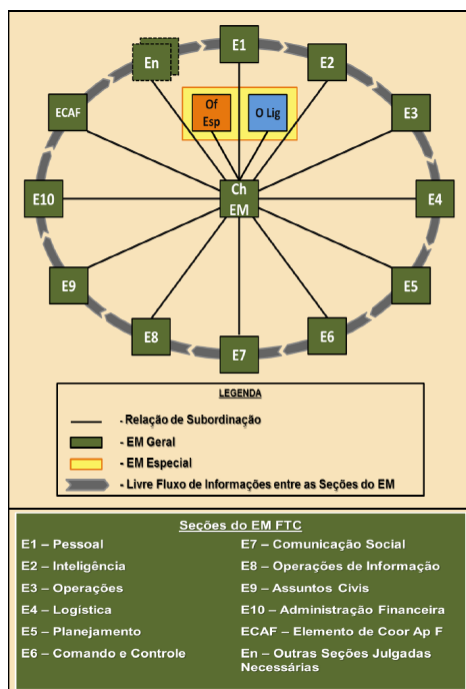 E1
En
E2
Of
Esp
O Lig
ECAF
E3
Ch
EM
E10
E4
E9
E5
E8
E6
E7
LEGENDA
- Relação de Subordinação
- EM Geral
- EM Especial
- Livre Fluxo de Informações entre as Seções do EM
Seções do EM FTC
E1 – Pessoal
E2 – Inteligência
E3 – Operações
E4 – Logística
E5 – Planejamento
E6 – Comando e Controle
E7 – Comunicação Social
E8 – Operações de Informação
E9 – Assuntos Civis
E10 – Administração Financeira
ECAF – Elemento de Coor Ap F
En – Outras Seções Julgadas
Necessárias